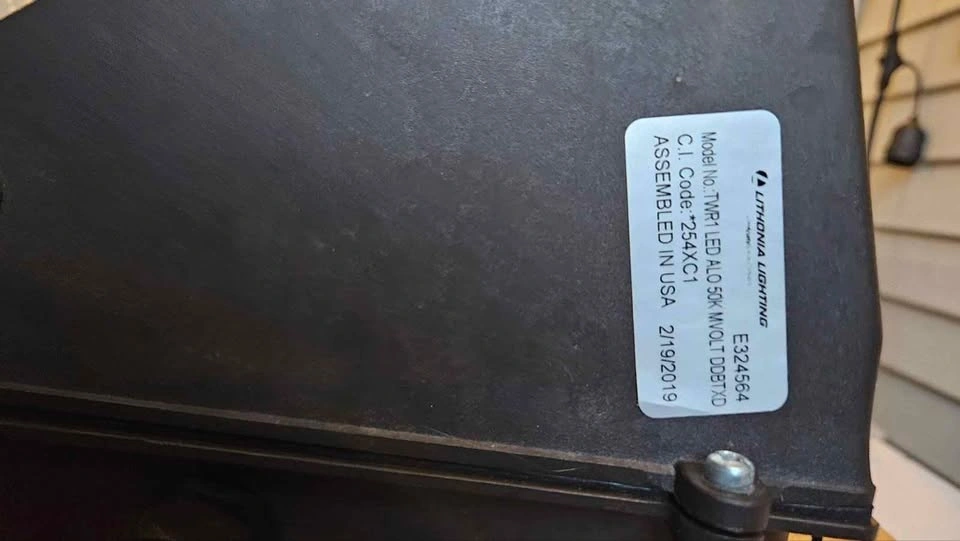 LITHONIA LIGHTING
E324564
Model No.:TWR1 LED ALO 50K MVOLT DDBTXD
C.I. Code:*254XC1
ASSEMBLED IN USA 2/19/2019